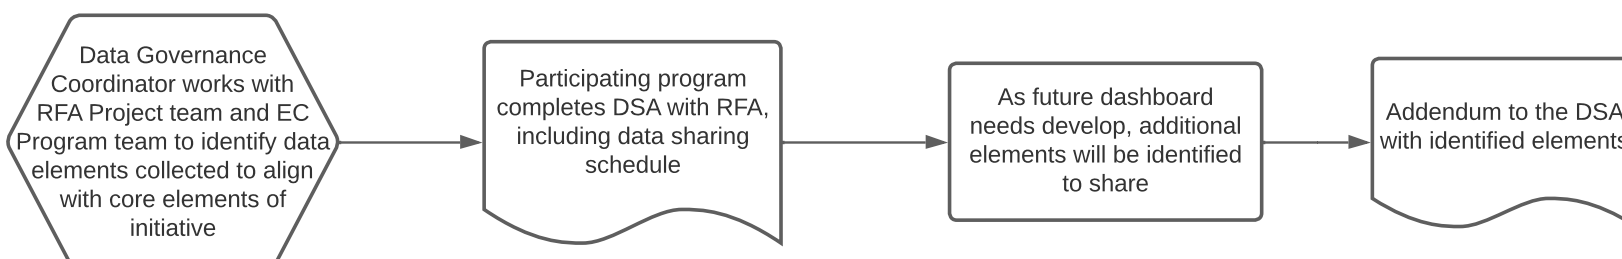 Data Governance
Coordinator works with
RFA Project team and EC
Program team to identify data
elements collected to align
with core elements of
initiative
Participating program
completes DSA with RFA,
including data sharing
schedule
As future dashboard
needs develop, additional
elements will be identified
to share
Addendum to the DSA
with identified elements